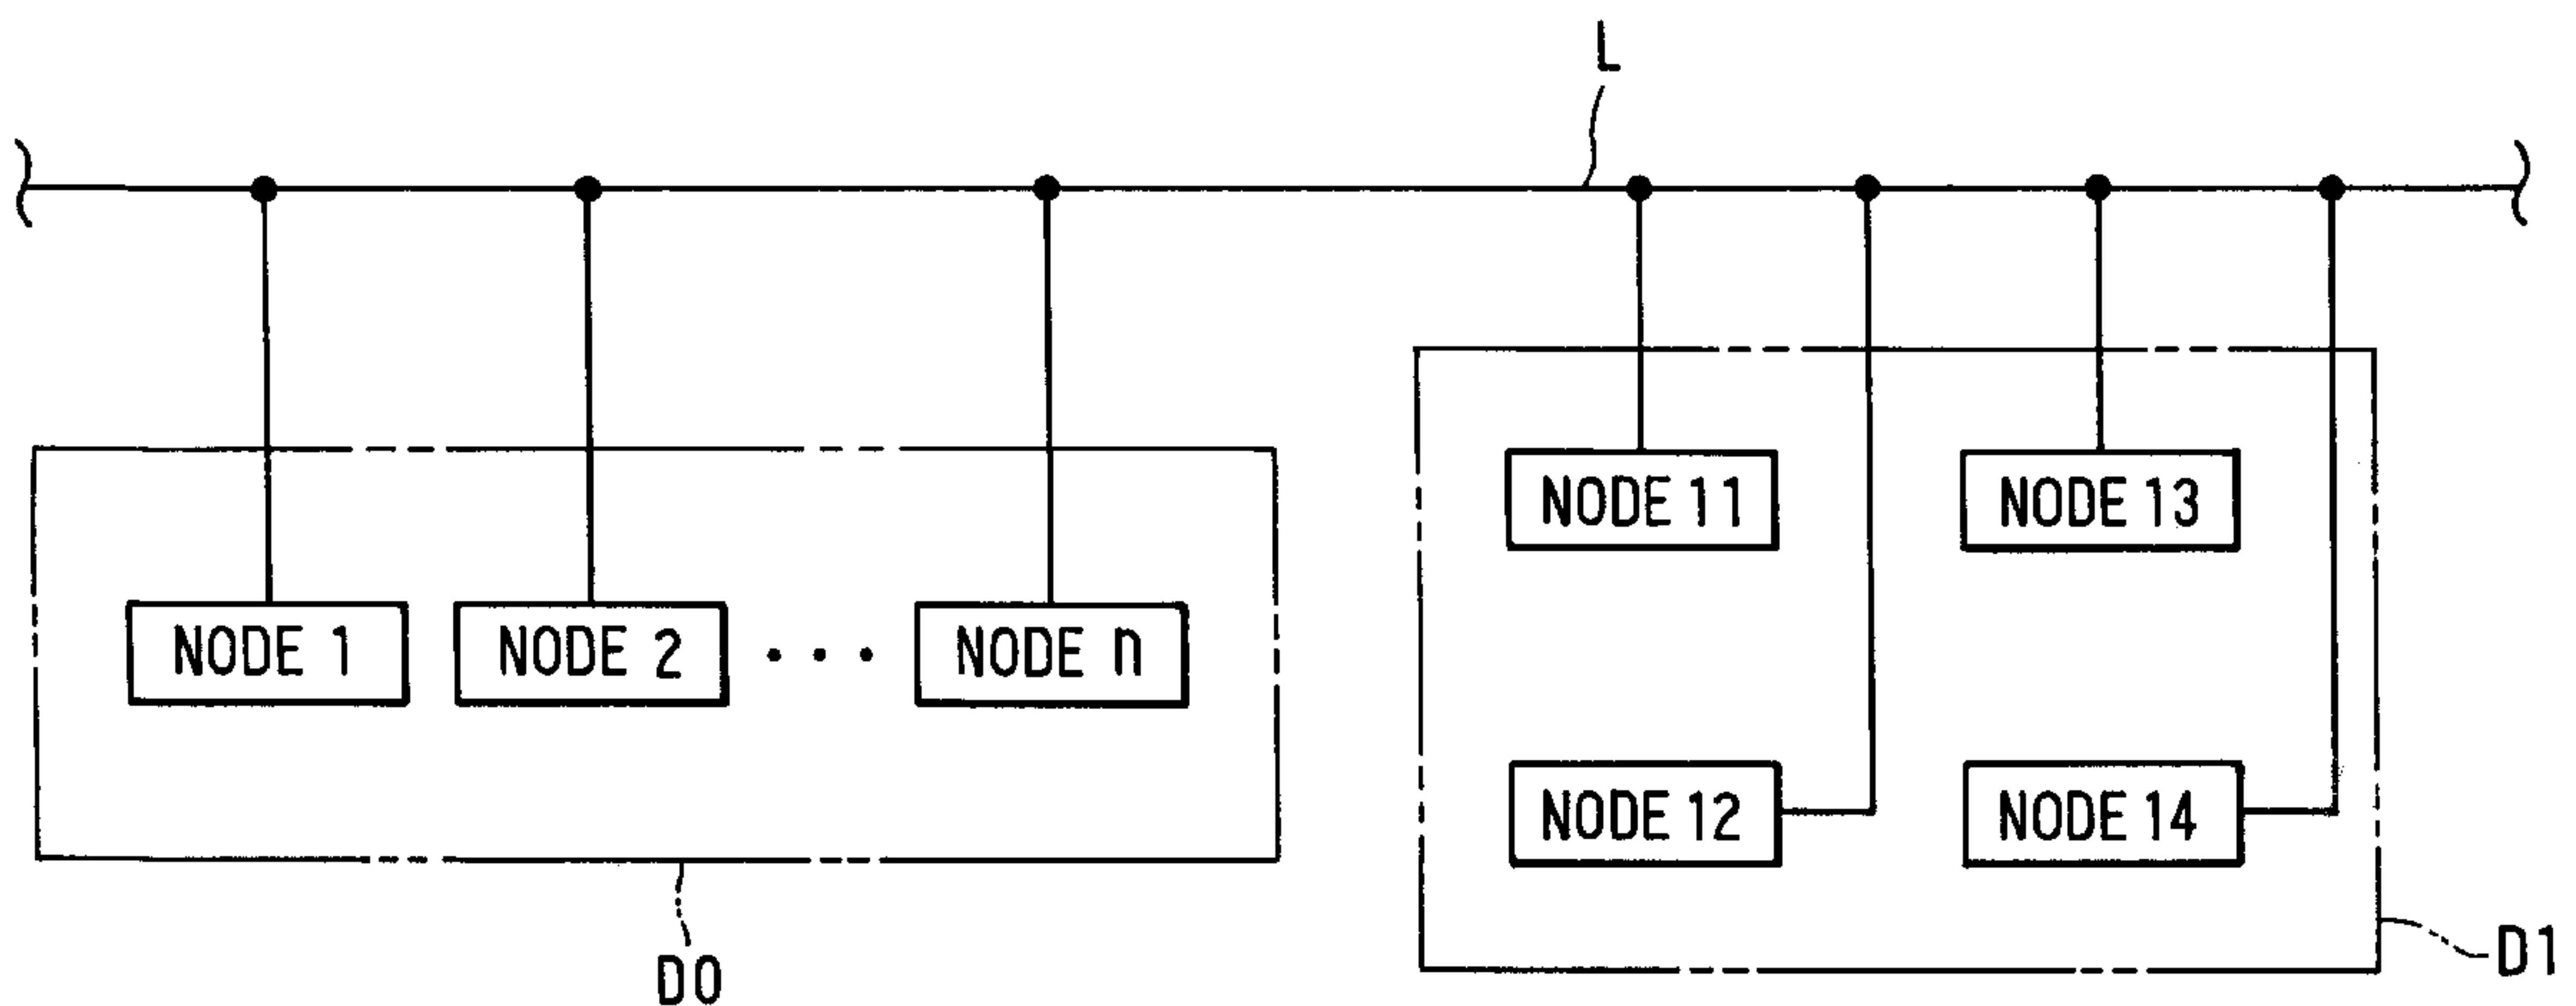 L
NODE 11
NODE 13
NODE 1
NODE 2
• • •
NODE n
NODE 12
NODE 14
D0
D1